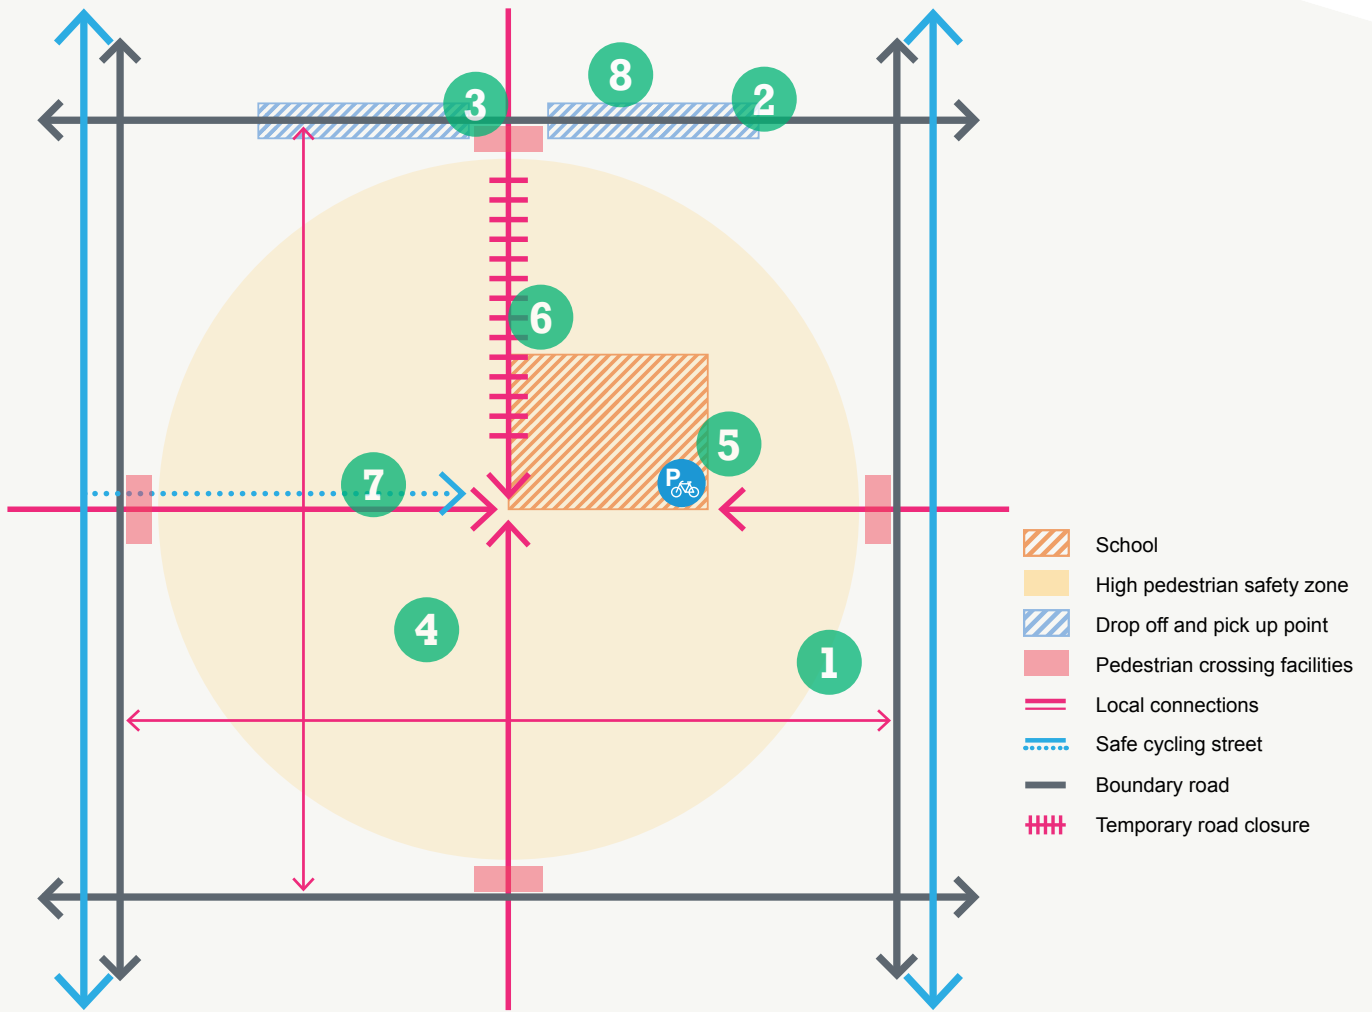 8
2
3
6
5
P
7
4
1
School
High pedestrian safety zone
Drop off and pick up point
Pedestrian crossing facilities
Local connections
Safe cycling street
Boundary road
Temporary road closure